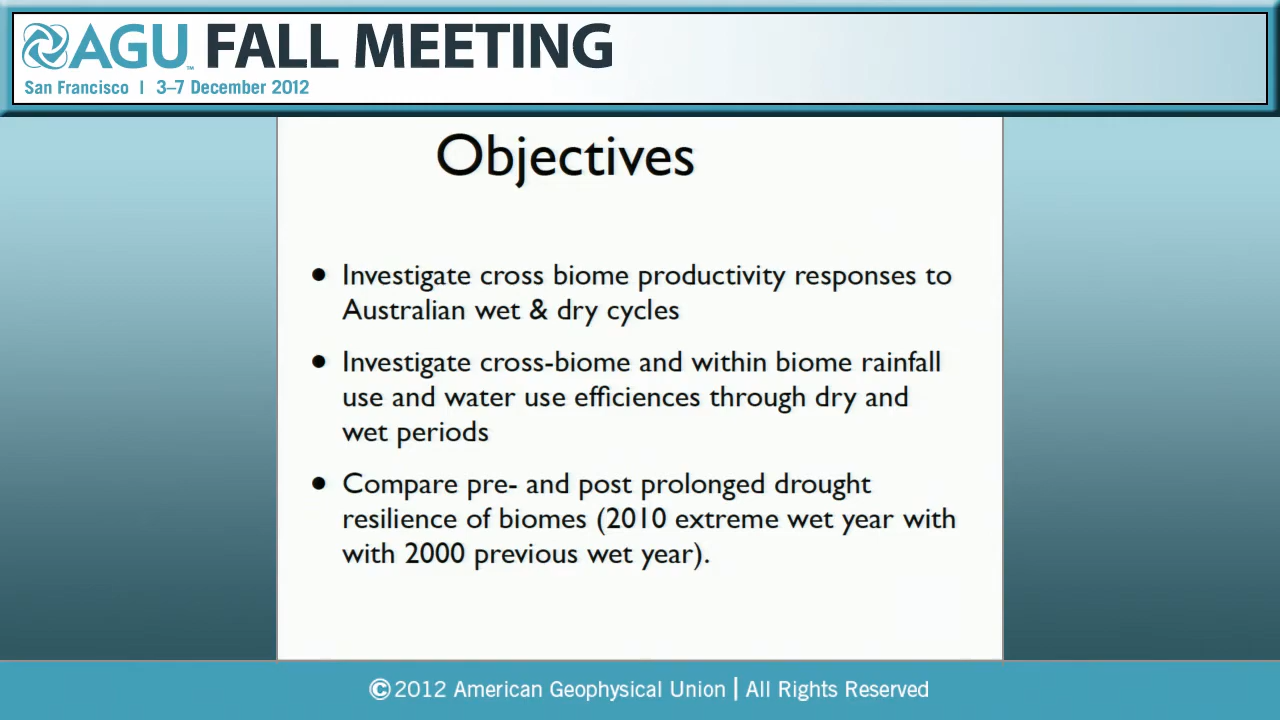 AGU™ FALL MEETING
San Francisco | 3–7 December 2012
Objectives
• Investigate cross biome productivity responses to
Australian wet & dry cycles
• Investigate cross-biome and within biome rainfall
use and water use efficiences through dry and
wet periods
• Compare pre- and post prolonged drought
resilience of biomes (2010 extreme wet year with
with 2000 previous wet year).
©2012 American Geophysical Union | All Rights Reserved